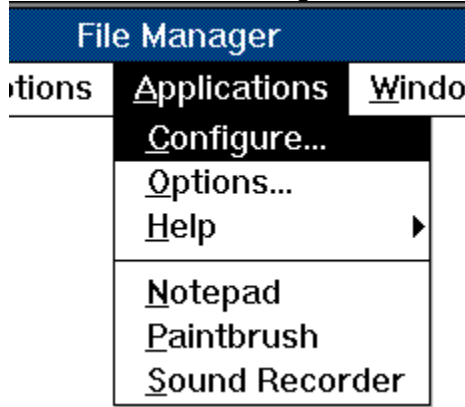 File Manager
tions Applications Windo
Configure...
Options...
Help
Notepad
Paintbrush
Sound Recorder